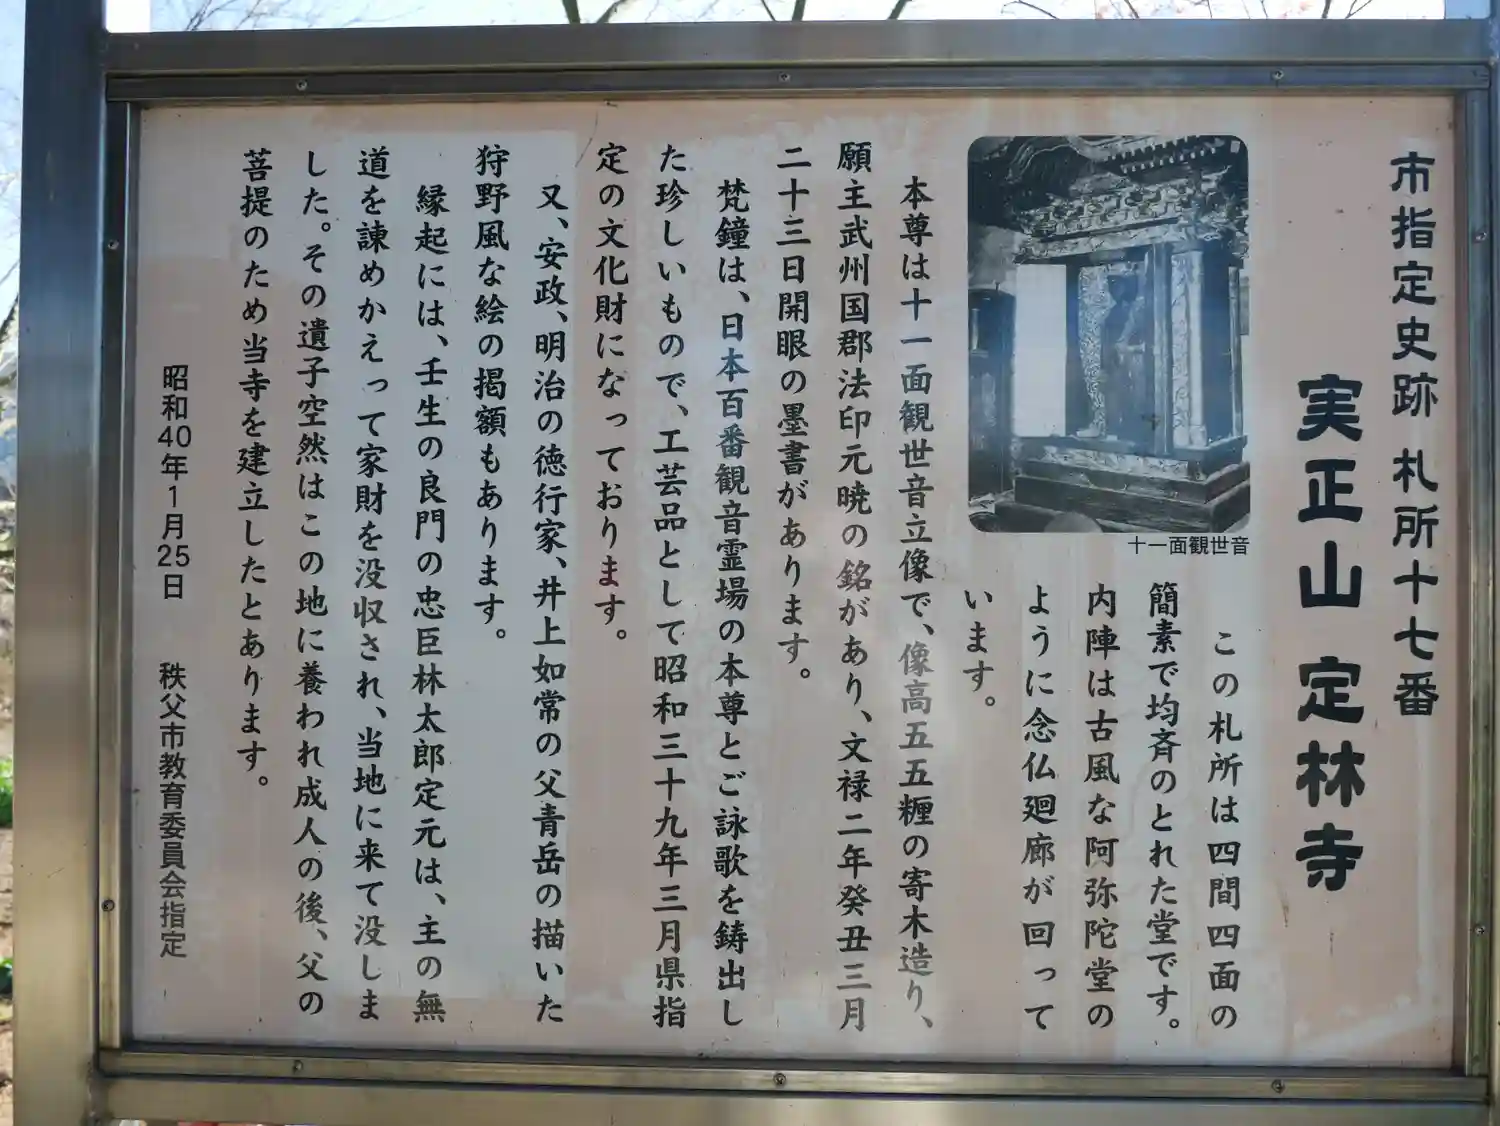 市指定史跡 札所十七番
実正山 定林寺
この札所は四間四面の
簡素で均斉のとれた堂です。
内陣は古風な阿弥陀堂の
ように念仏廻廊が回って
います。
十一面観世音
本尊は十一面観世音立像で、像高五五糎の寄木造り、
願主武州国郡法印元暁の銘があり、文禄二年癸丑三月
二十三日開眼の墨書があります。
梵鐘は、日本百番観音霊場の本尊とご詠歌を鋳出し
た珍しいもので、工芸品として昭和三十九年三月県指
定の文化財になっております。
又、安政、明治の徳行家、井上如常の父青岳の描いた
狩野風な絵の掲額もあります。
縁起には、壬生の良門の忠臣林太郎定元は、主の無
道を諫めかえって家財を没収され、当地に来て没しま
した。その遺子空然はこの地に養われ成人の後、父の
菩提のため当寺を建立したとあります。
昭和40年1月25日 秩父市教育委員会指定